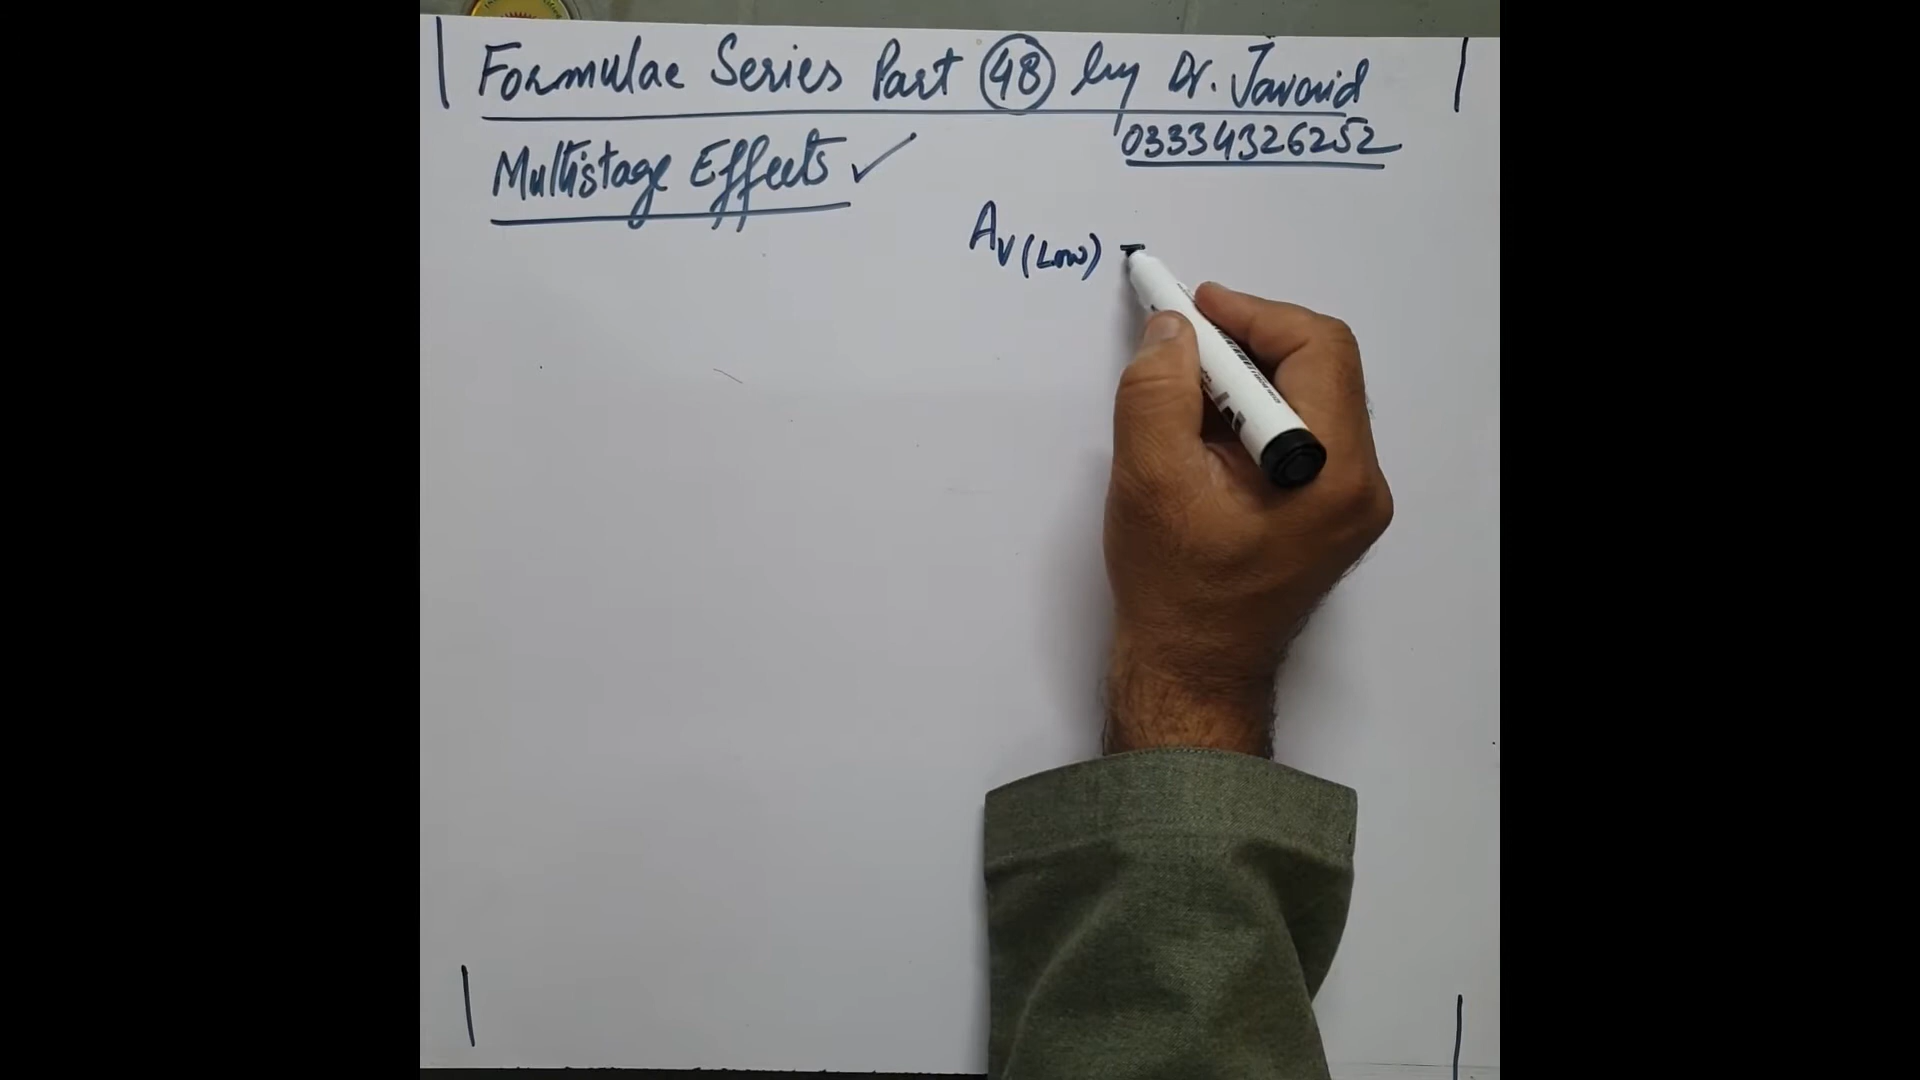 Formulae Series Part 48 by Dr. Javaid
03334326252
Multistage Effects ✓
Av(Low) =